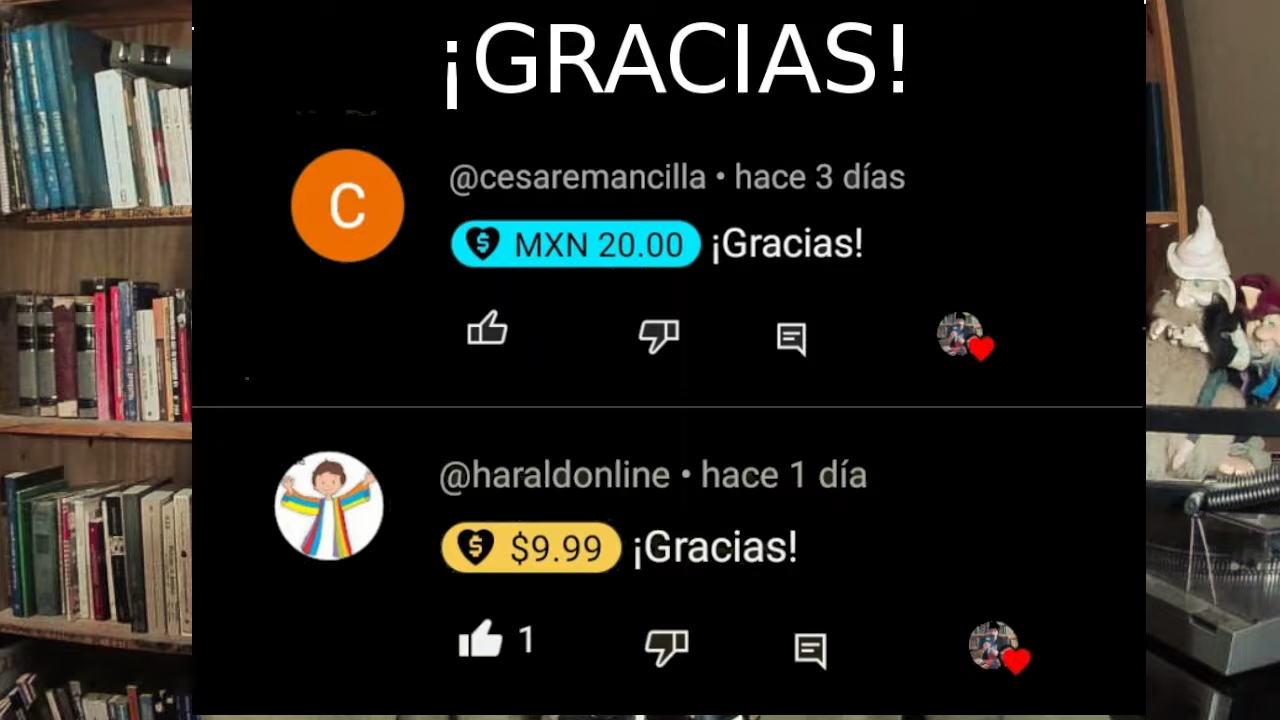 ¡GRACIAS!
C
@cesaremancilla • hace 3 días
$ MXN 20.00 ¡Gracias!
@haraldonline • hace 1 día
$ $9.99 ¡Gracias!
1